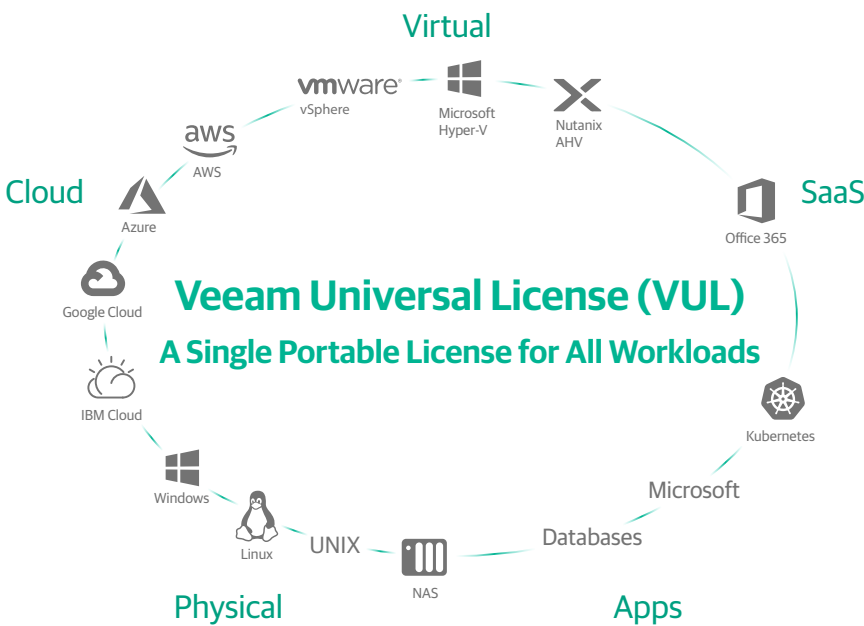 Virtual
vmware®
vSphere
Microsoft
Hyper-V
Nutanix
AHV
aws
AWS
Cloud
SaaS
Azure
Office 365
Google Cloud
Veeam Universal License (VUL)
A Single Portable License for All Workloads
IBM Cloud
Kubernetes
Windows
Microsoft
Linux
UNIX
Databases
NAS
Physical
Apps